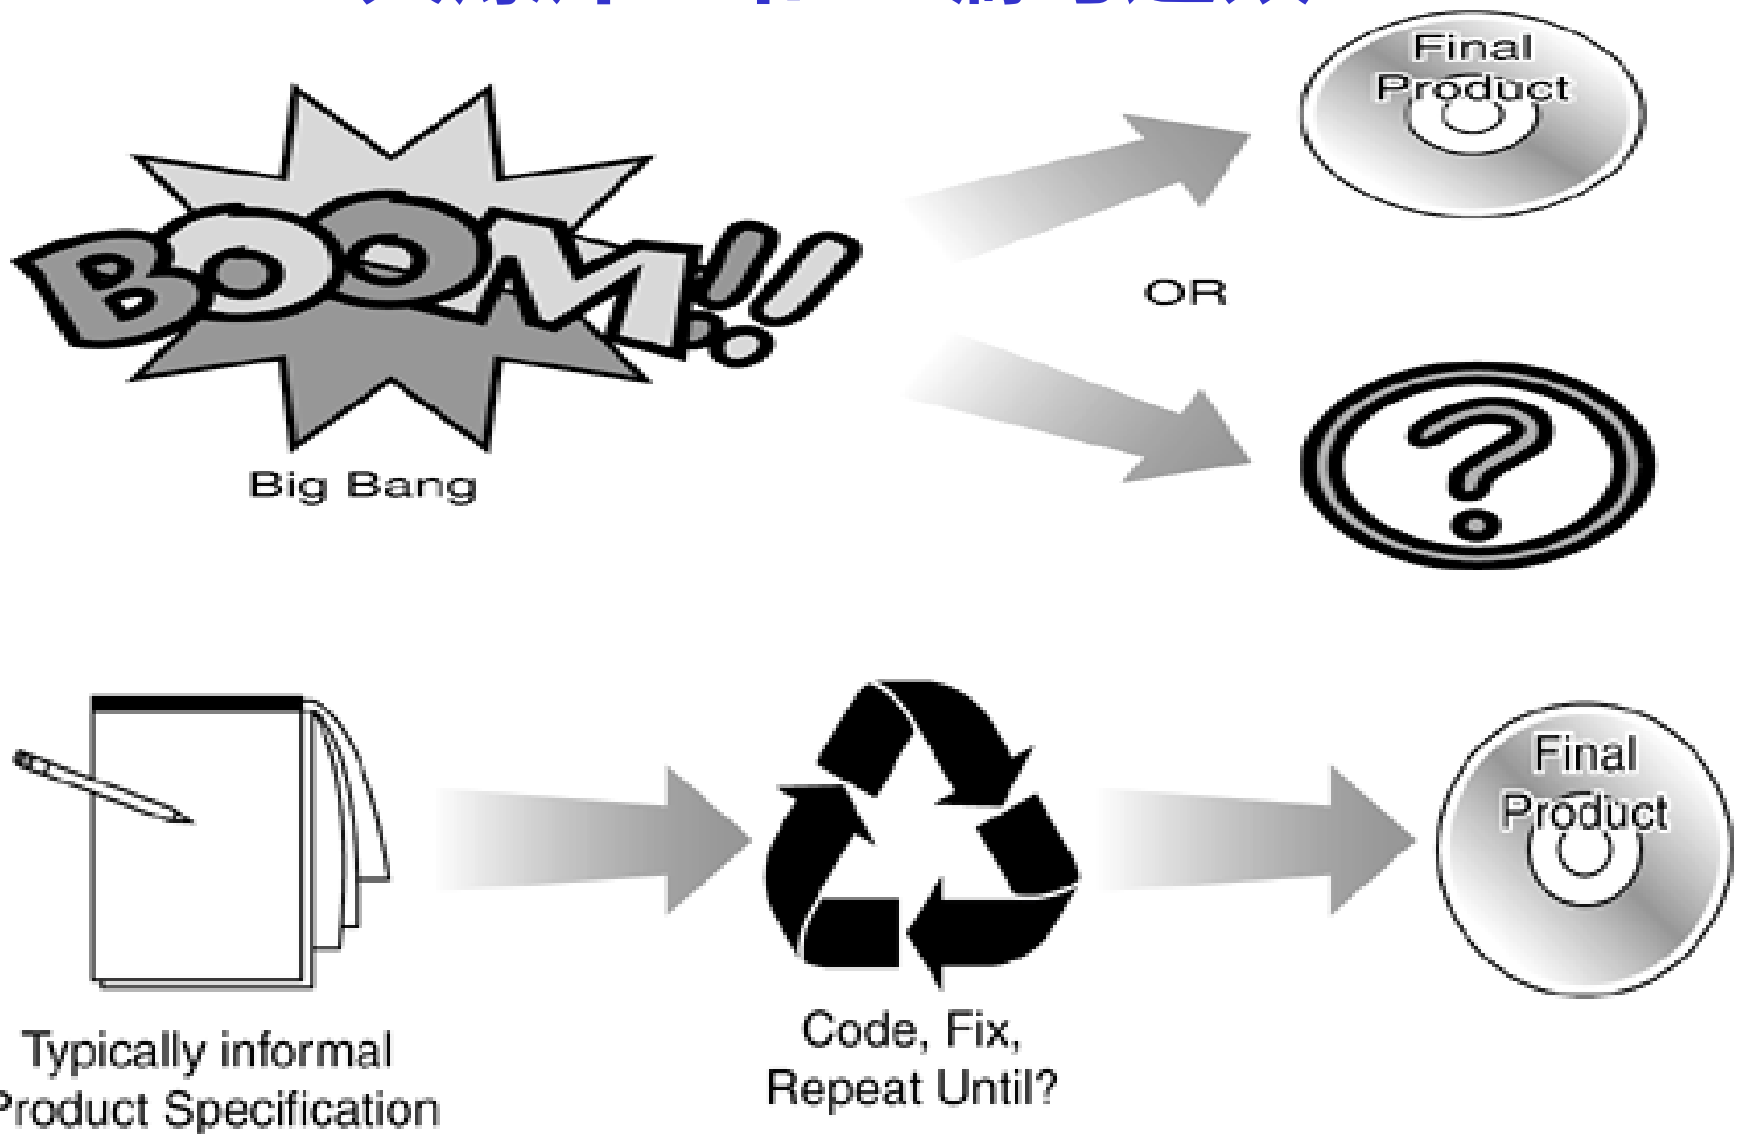 Final
Product
BOOM!!
OR
?
Big Bang
Final
Product
Code, Fix,
Repeat Until?
Typically informal
Product Specification